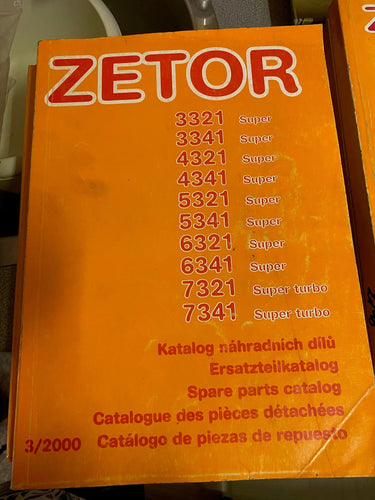 ZETOR
3321 Super
3341 Super
4321 Super
4341 Super
5321 Super
5341 Super
6321 Super
6341 Super
7321 Super turbo
7341 Super turbo
Katalog náhradních dílů
Ersatzteilkatalog
Spare parts catalog
Catalogue des pièces détachées
3/2000 Catálogo de piezas de repuesto